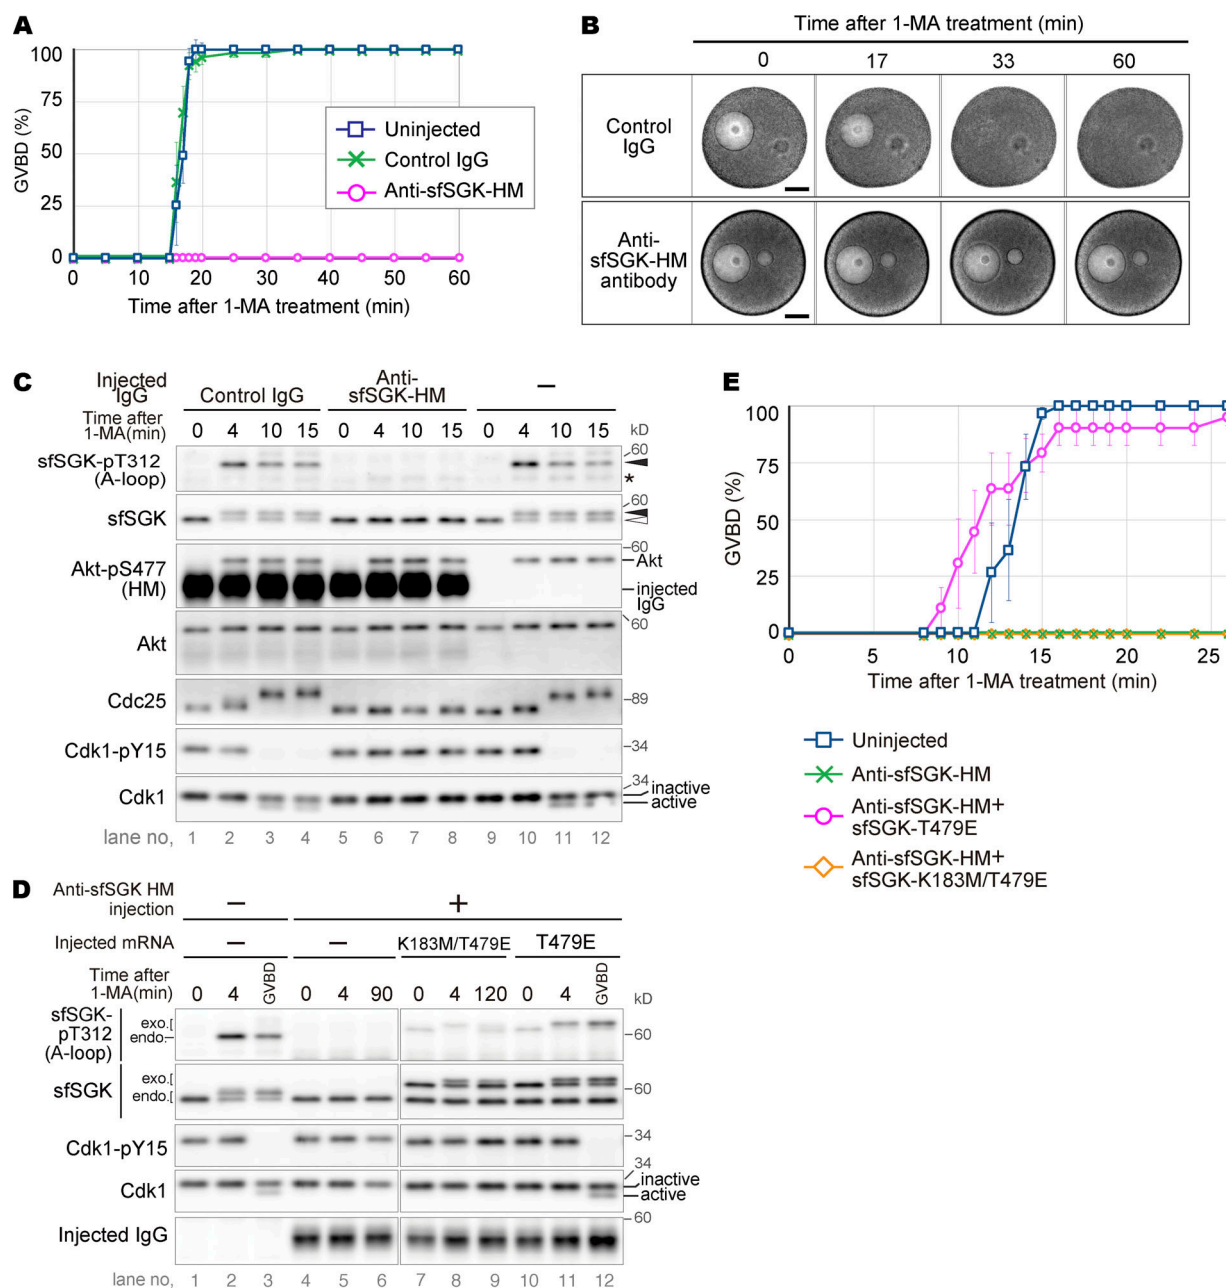 A
100
75
50
25
0
GVBD (%)
0 10 20 30 40 50 60
Time after 1-MA treatment (min)
Uninjected
Control IgG
Anti-sfSGK-HM
B
Time after 1-MA treatment (min)
0 17 33 60
Control
IgG
Anti-
sfSGK-HM
antibody
C
Injected
IgG
Control IgG
Anti-
sfSGK-HM
−
Time after
1-MA(min)
0 4 10 15 0 4 10 15 0 4 10 15 kD
sfSGK-pT312
(A-loop)
60
*
sfSGK
60
Akt-pS477
(HM)
60
Akt
injected
IgG
Akt
60
Cdc25
89
Cdk1-pY15
34
Cdk1
34
inactive
active
lane no, 1 2 3 4 5 6 7 8 9 10 11 12
D
Anti-sfSGK HM
injection
− +
Injected mRNA
− − K183M/T479E T479E
Time after
1-MA(min)
0 4 GVBD 0 4 90 0 4 120 0 4 GVBD kD
sfSGK-
pT312
(A-loop)
exo.[
endo.-
60
sfSGK
exo.[
endo.[
60
Cdk1-pY15
34
Cdk1
34
inactive
active
Injected IgG
60
lane no, 1 2 3 4 5 6 7 8 9 10 11 12
E
100
75
50
25
0
GVBD (%)
0 5 10 15 20 25
Time after 1-MA treatment (min)
Uninjected
Anti-sfSGK-HM
Anti-sfSGK-HM+
sfSGK-T479E
Anti-sfSGK-HM+
sfSGK-K183M/T479E